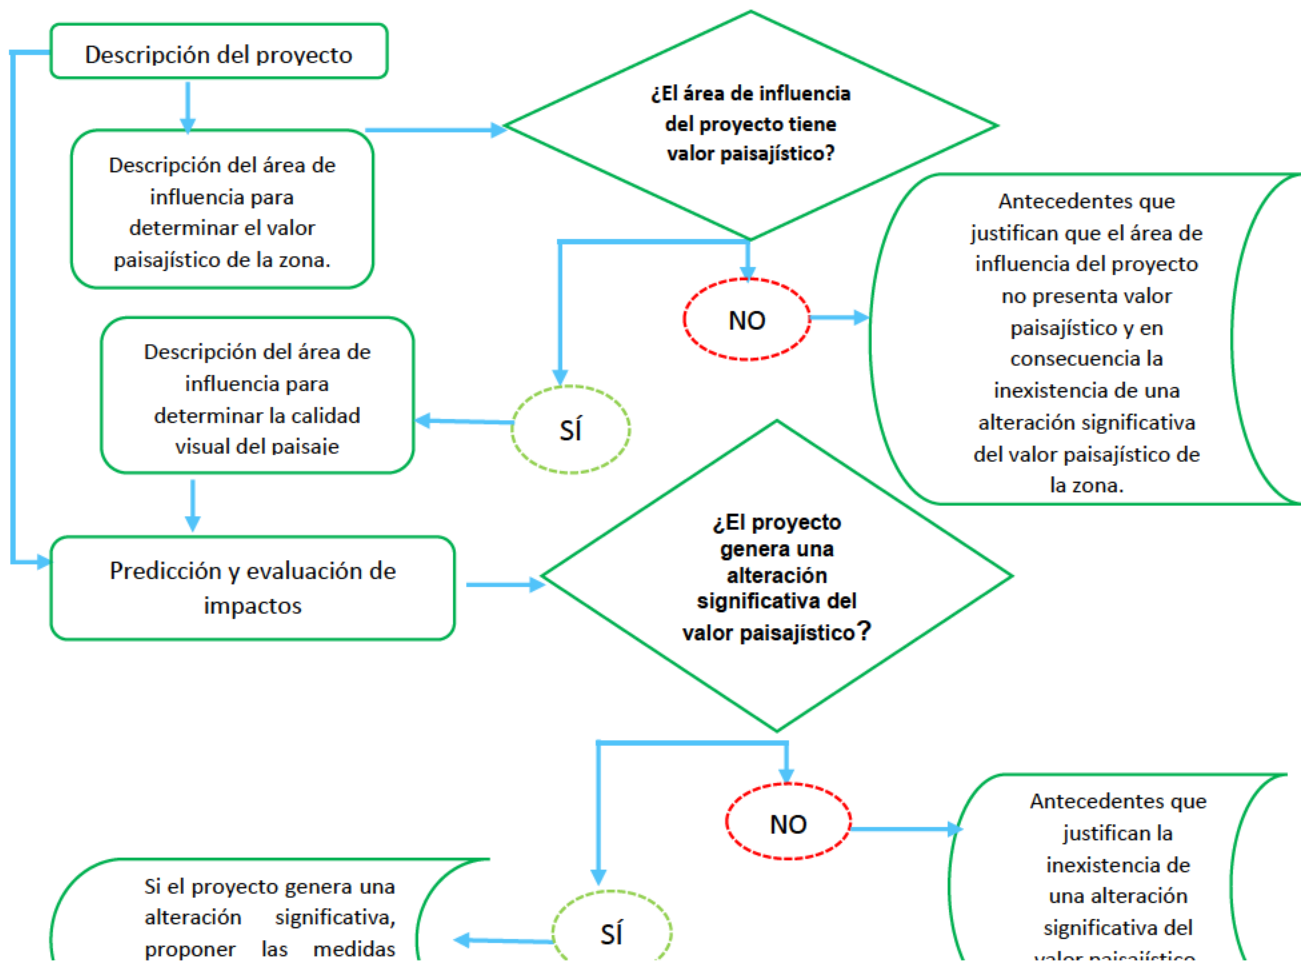 Descripción del proyecto
¿El área de influencia
del proyecto tiene
valor paisajístico?
Descripción del área de
influencia para
determinar el valor
paisajístico de la zona.
Antecedentes que
justifican que el área de
influencia del proyecto
no presenta valor
paisajístico y en
consecuencia la
inexistencia de una
alteración significativa
del valor paisajístico de
la zona.
NO
Descripción del área de
influencia para
determinar la calidad
visual del paisaje
SÍ
¿El proyecto
genera una
alteración
significativa del
valor paisajístico?
Predicción y evaluación de
impactos
NO
Antecedentes que
justifican la
inexistencia de
una alteración
significativa del
valor paisajístico
Si el proyecto genera una
alteración significativa,
proponer las medidas
SÍ